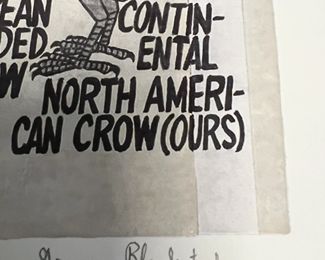 EAN CONTIN-
DED ENTAL
W NORTH AMERI-
CAN CROW (OURS)